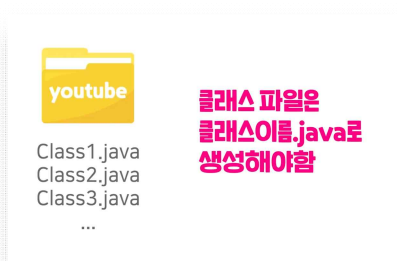 youtube
Class1.java
Class2.java
Class3.java
...
클래스 파일은
클래스이름.java로
생성해야함